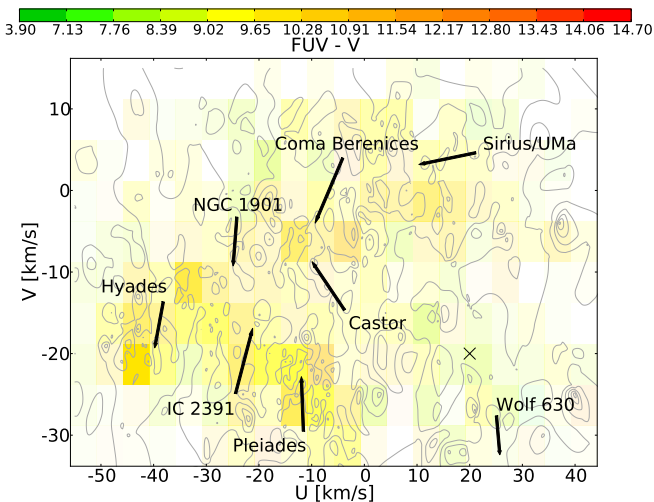 3.90 7.13 7.76 8.39 9.02 9.65 10.28 10.91 11.54 12.17 12.80 13.43 14.06 14.70
FUV - V
10
Coma Berenices Sirius/UMa
0
NGC 1901
V [km/s]
-10
Hyades
Castor
-20
IC 2391 Wolf 630
-30
Pleiades
-50 -40 -30 -20 -10 0 10 20 30 40
U [km/s]